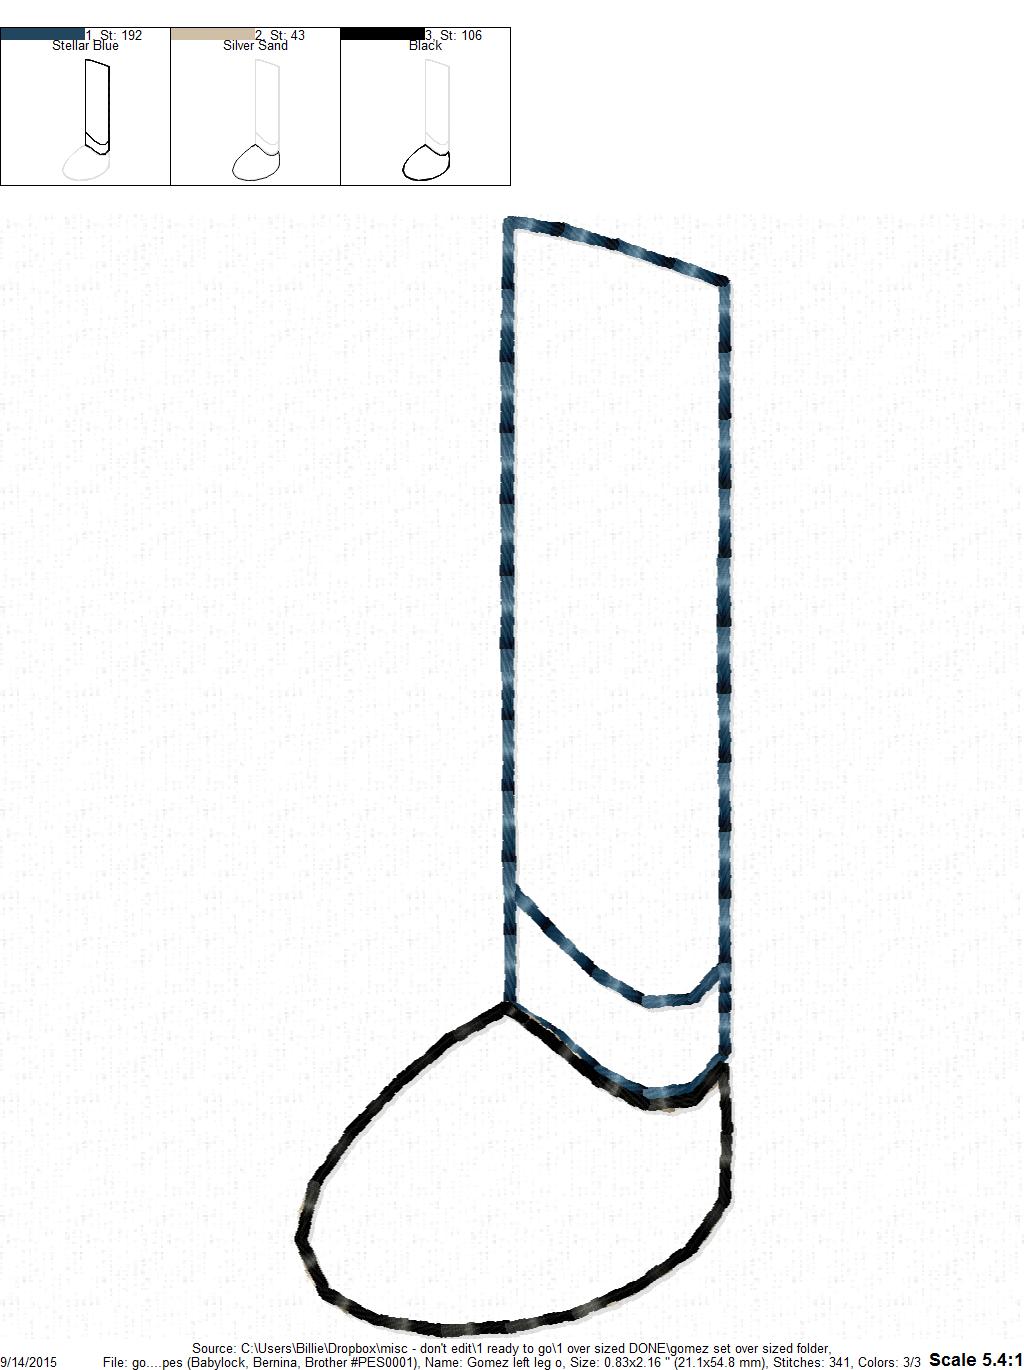 1, St: 192
Stellar Blue
2, St: 43
Silver Sand
3, St: 106
Black
Source: C:\Users\Billie\Dropbox\misc - don't edit\1 ready to go\1 over sized DONE\gomez set over sized folder,
9/14/2015 File: go....pes (Babylock, Bernina, Brother #PES0001), Name: Gomez left leg o, Size: 0.83x2.16 " (21.1x54.8 mm), Stitches: 341, Colors: 3/3 Scale 5.4:1